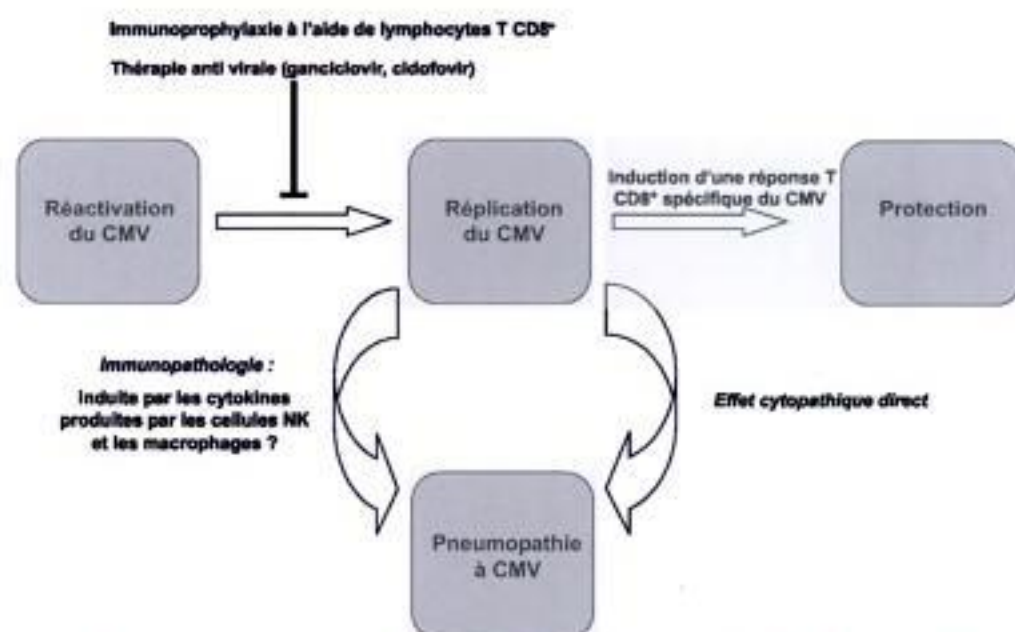 Immunoprophylaxie à l'aide de lymphocytes T CD8⁺
Thérapie anti virale (ganciclovir, cidofovir)
Réactivation
du CMV
Réplication
du CMV
Induction d'une réponse T
CD8⁺ spécifique du CMV
Protection
Immunopathologie :
Induite par les cytokines
produites par les cellules NK
et les macrophages ?
Effet cytopathique direct
Pneumopathie
à CMV